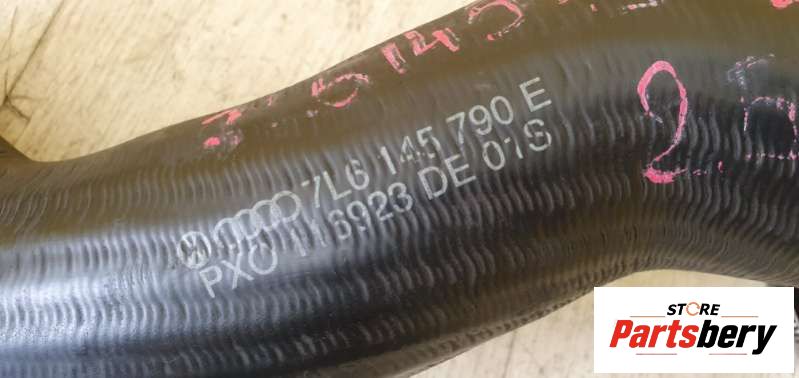 7L6 145 790 E
PXO 116923 DE 01S
STORE
Partsbery